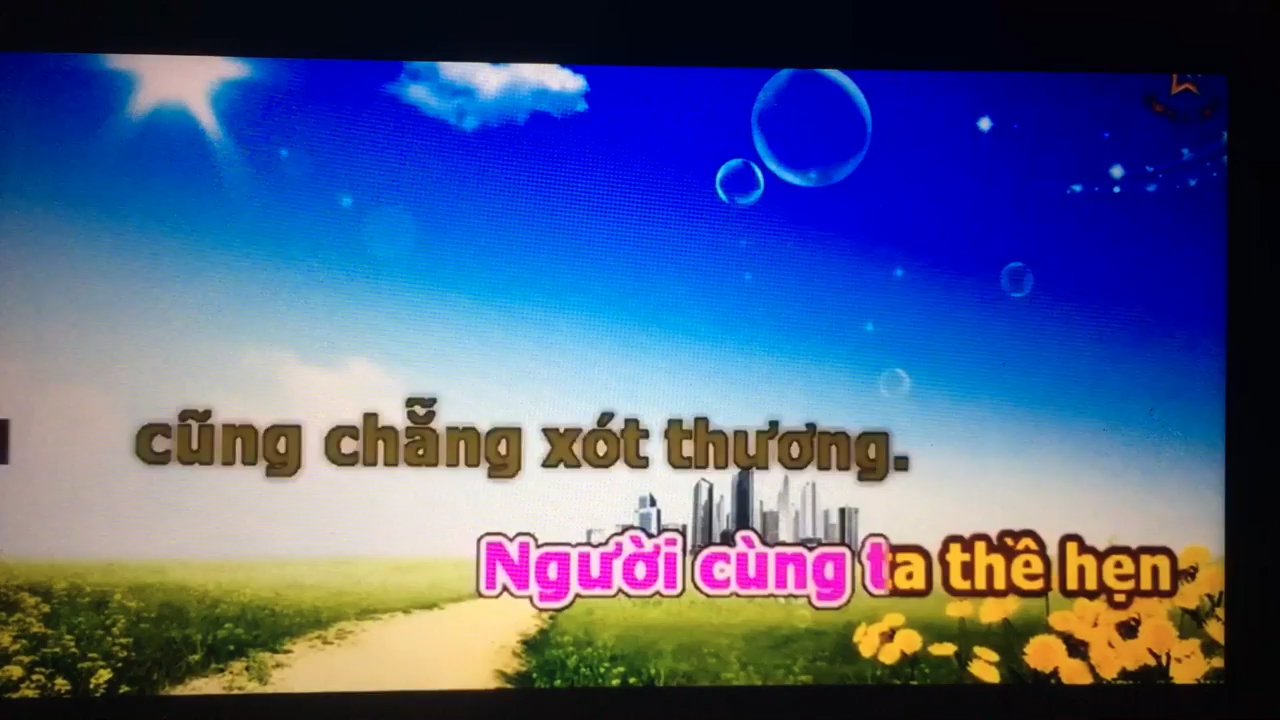 cũng chẵng xót thương.
Người cùng ta thề hẹn